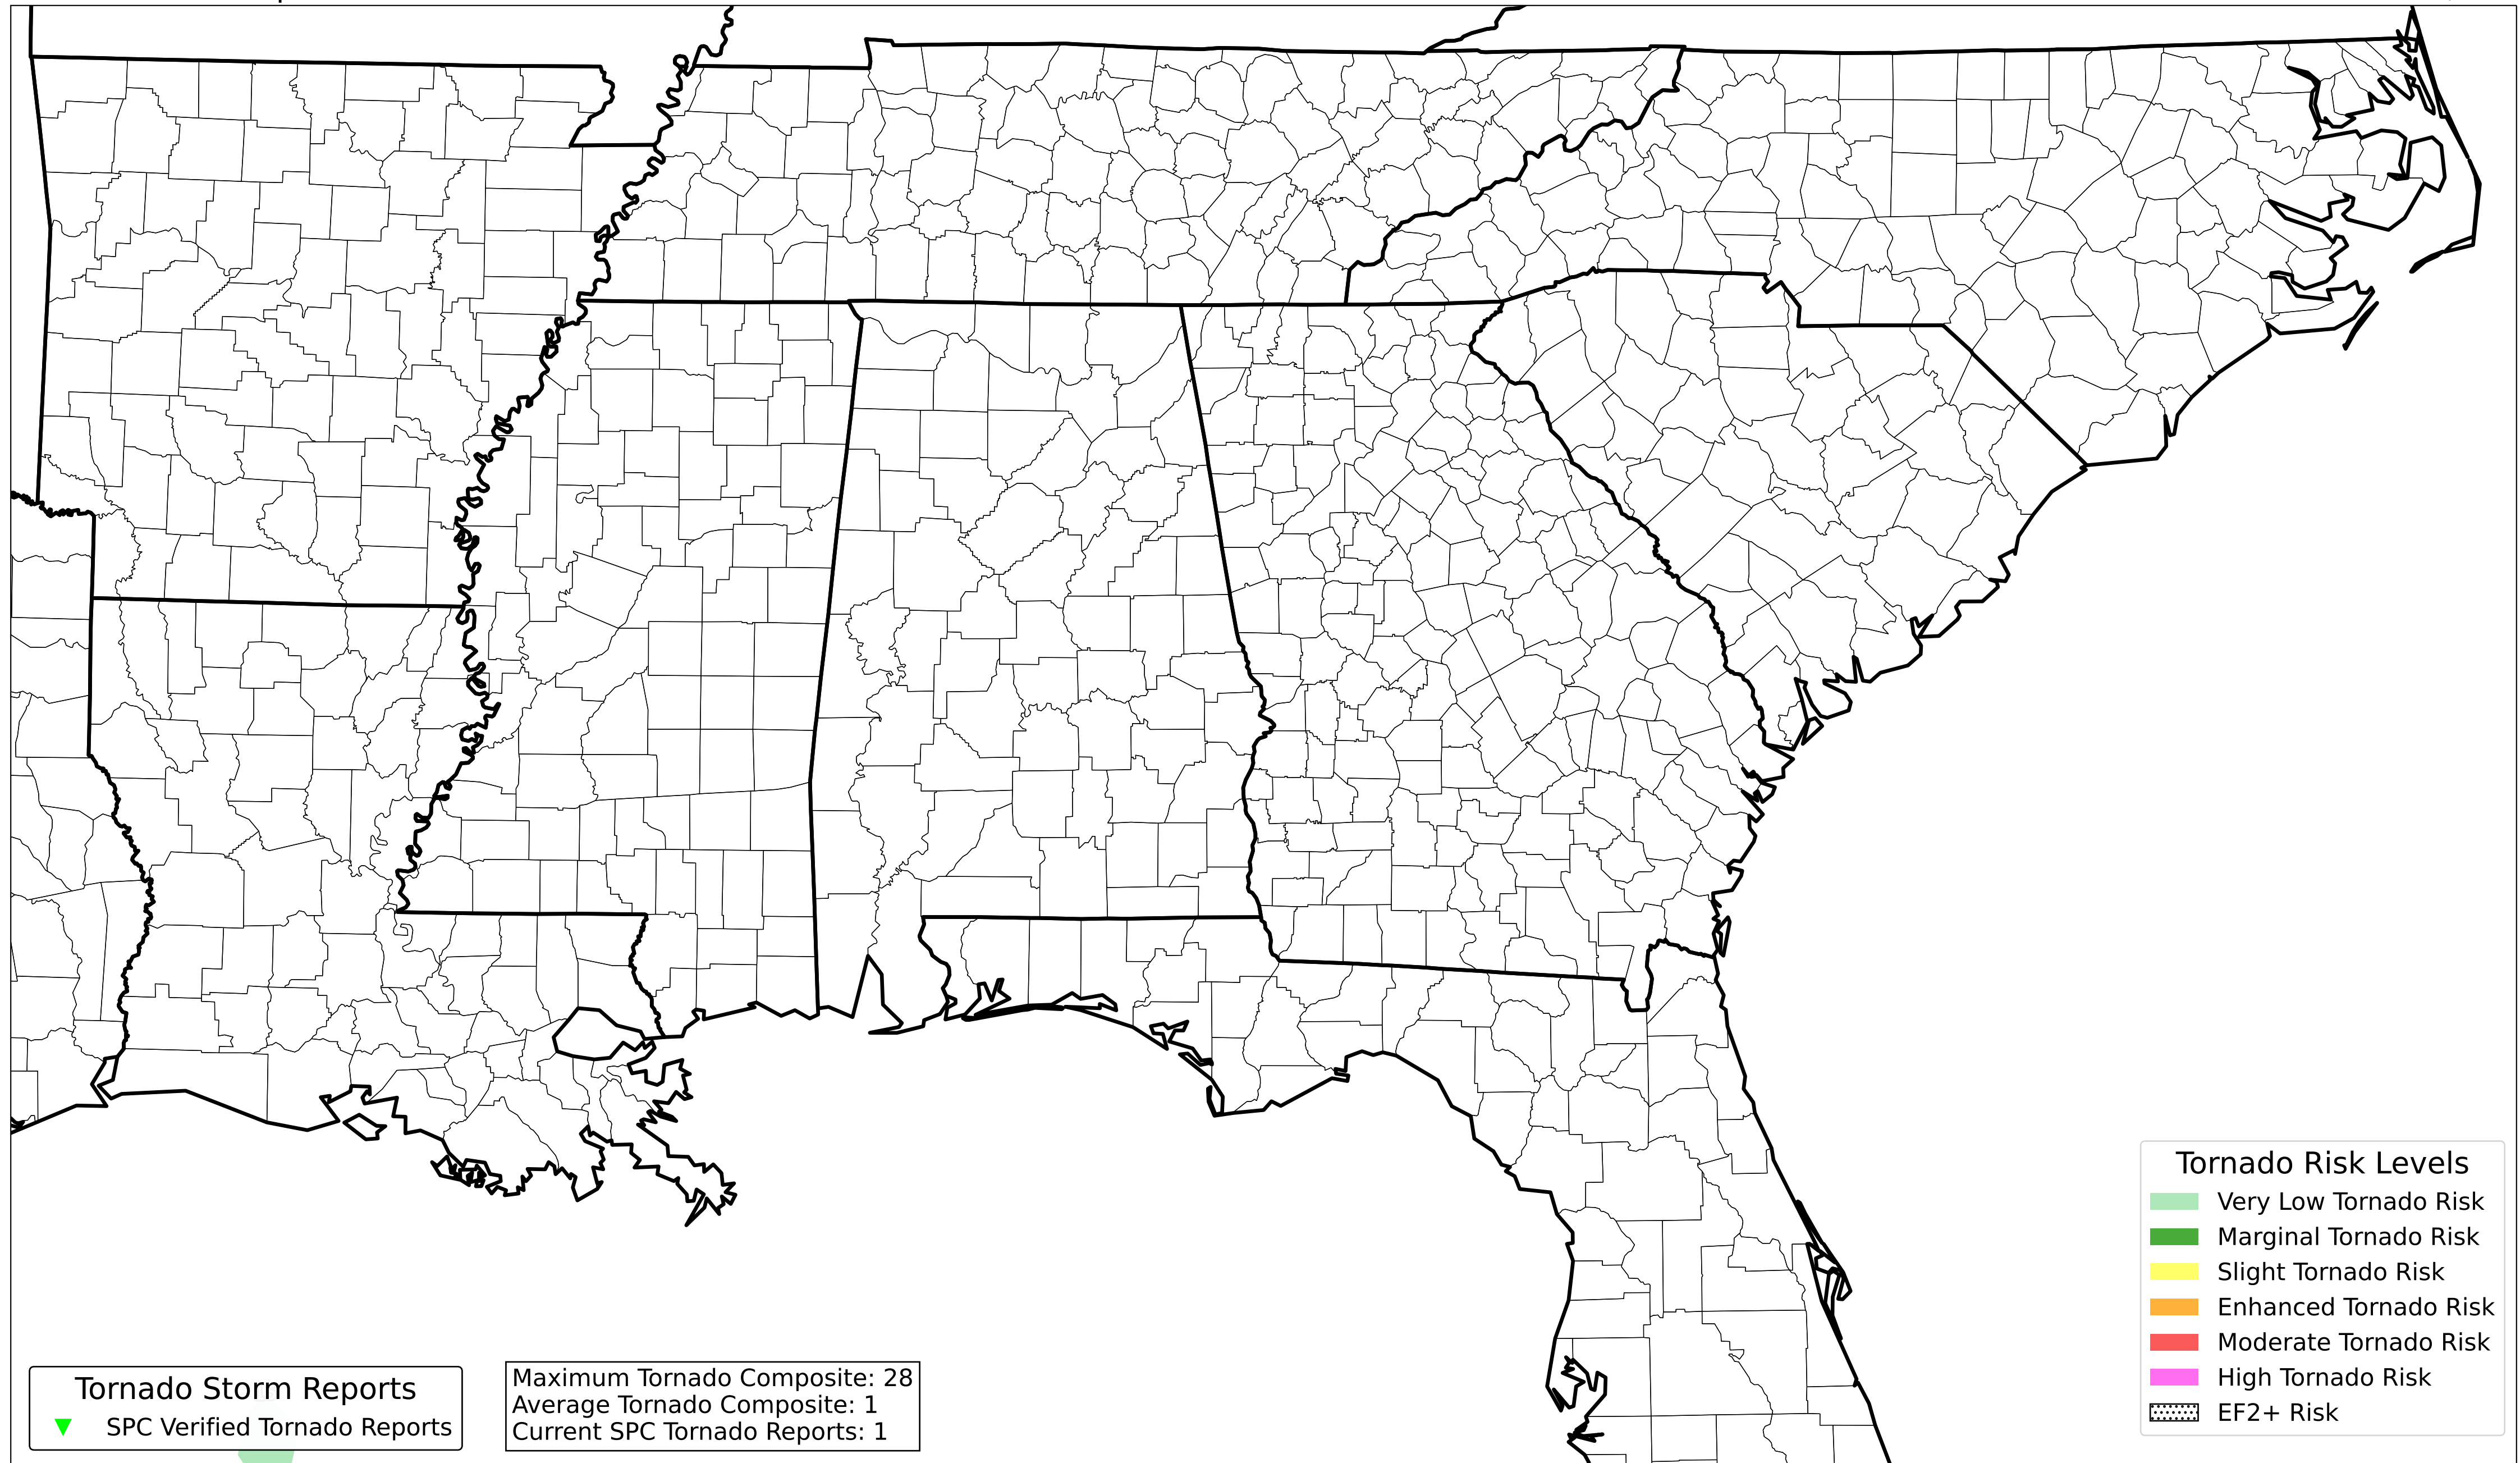 Tornado Risk Levels
Very Low Tornado Risk
Marginal Tornado Risk
Slight Tornado Risk
Enhanced Tornado Risk
Moderate Tornado Risk
High Tornado Risk
EF2+ Risk
Tornado Storm Reports
SPC Verified Tornado Reports
Maximum Tornado Composite: 28
Average Tornado Composite: 1
Current SPC Tornado Reports: 1